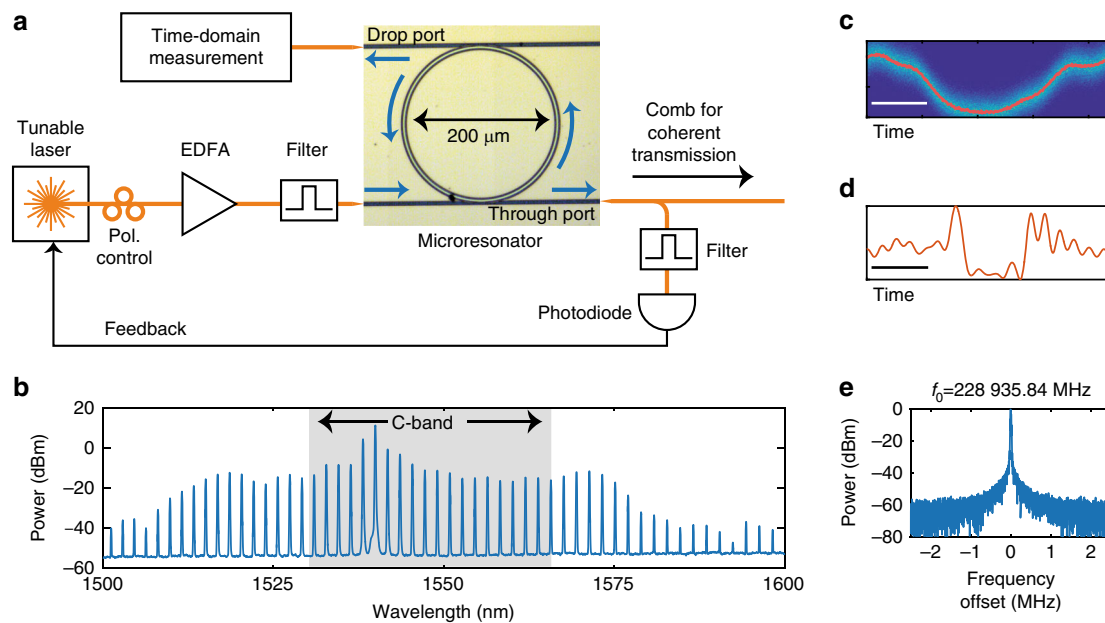 a
Time-domain
measurement
Drop port
200 μm
Through port
Microresonator
Tunable
laser
Pol.
control
EDFA
Filter
Comb for
coherent
transmission
Filter
Photodiode
Feedback
b
Power (dBm)
20
0
−20
−40
−60
C-band
1500
1525
1550
1575
1600
Wavelength (nm)
c
Time
d
Time
e
f₀=228 935.84 MHz
Power (dBm)
0
−20
−40
−60
−80
−2
−1
0
1
2
Frequency
offset (MHz)